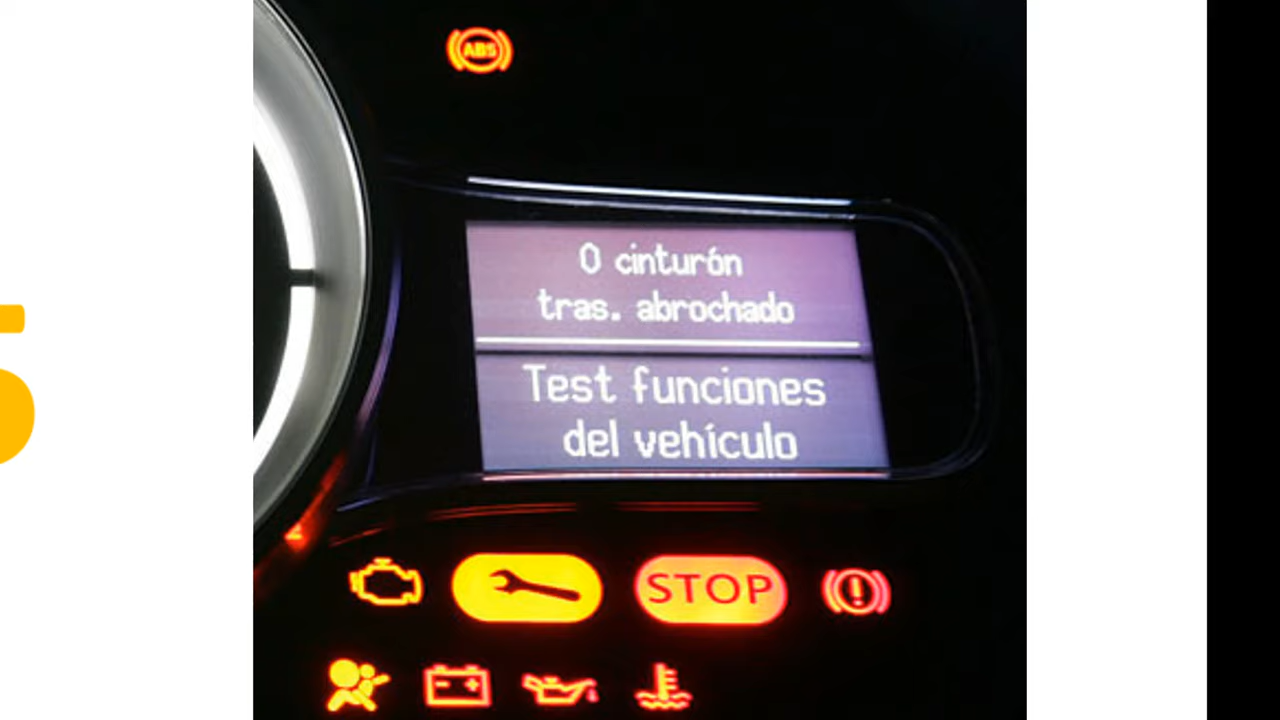 ABS
0 cinturón
tras. abrochado
Test funciones
del vehículo
STOP